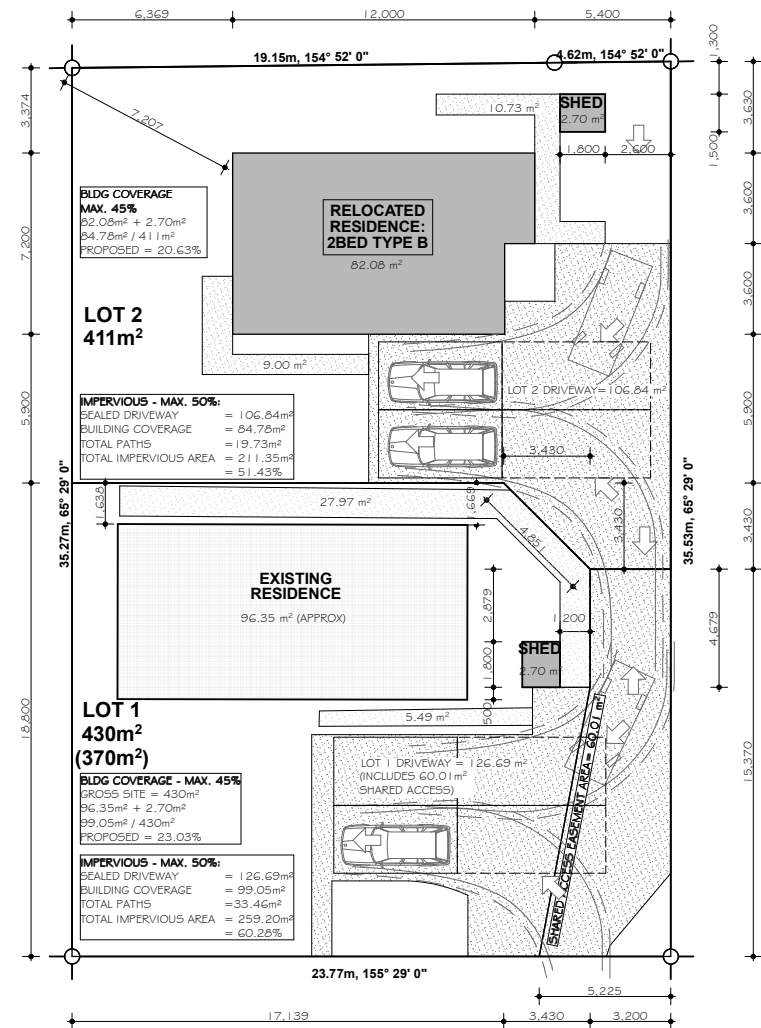 6,369
12,000
5,400
19.15m, 154° 52' 0"
4.62m, 154° 52' 0"
1,300
3,374
7,207
10.73 m²
SHED
2.70 m²
3,630
1,500
1,800
2,600
BLDG COVERAGE
MAX. 45%
82.08m² + 2.70m²
84.78m² / 411m²
PROPOSED = 20.63%
RELOCATED
RESIDENCE:
2BED TYPE B
82.08 m²
3,600
7,200
3,600
LOT 2
411m²
9.00 m²
LOT 2 DRIVEWAY= 106.84 m²
5,900
5,900
IMPERVIOUS - MAX. 50%:
SEALED DRIVEWAY = 106.84m²
BUILDING COVERAGE = 84.78m²
TOTAL PATHS =19.73m²
TOTAL IMPERVIOUS AREA = 211.35m²
= 51.43%
3,430
35.27m, 65° 29' 0"
35.53m, 65° 29' 0"
1,638
27.97 m²
1,669
3,430
3,430
4,851
EXISTING
RESIDENCE
96.35 m² (APPROX)
2,879
1,200
4,679
SHED
2.70 m²
1,800
500
18,800
LOT 1
430m²
(370m²)
5.49 m²
15,370
LOT 1 DRIVEWAY = 126.69 m²
(INCLUDES 60.01m²
SHARED ACCESS)
SHARED ACCESS EASEMENT AREA= 60.01 m²
BLDG COVERAGE - MAX. 45%
GROSS SITE = 430m²
96.35m² + 2.70m²
99.05m² / 430m²
PROPOSED = 23.03%
IMPERVIOUS - MAX. 50%:
SEALED DRIVEWAY = 126.69m²
BUILDING COVERAGE = 99.05m²
TOTAL PATHS =33.46m²
TOTAL IMPERVIOUS AREA = 259.20m²
= 60.28%
23.77m, 155° 29' 0"
5,225
17,139
3,430
3,200